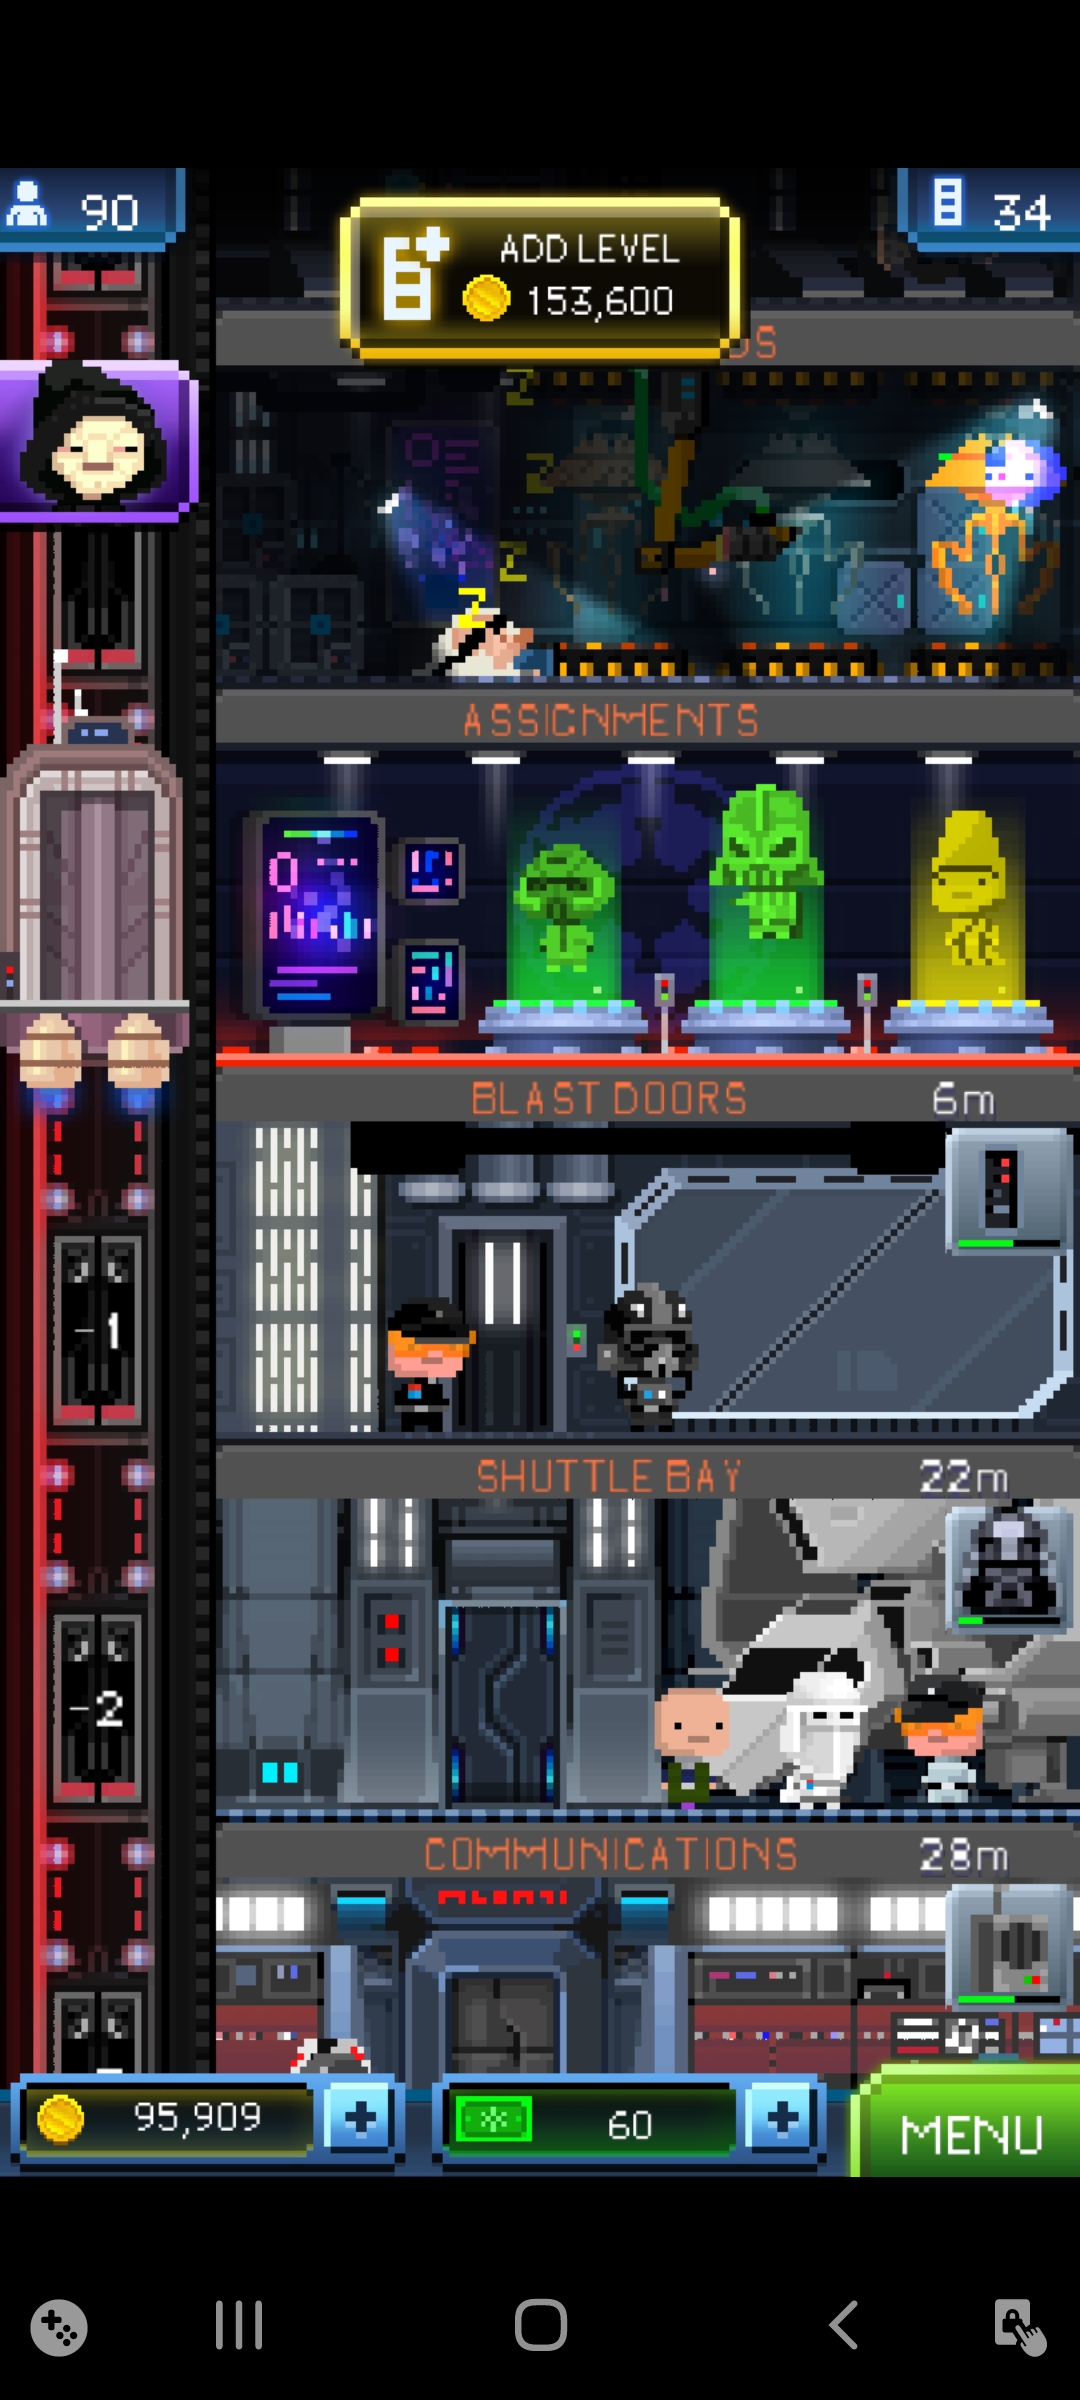 90
34
ADD LEVEL
153,600
Z
Z
Z
Z
ASSIGNMENTS
BLAST DOORS 6m
-1
SHUTTLE BAY 22m
-2
COMMUNICATIONS 28m
95,909
60
MENU